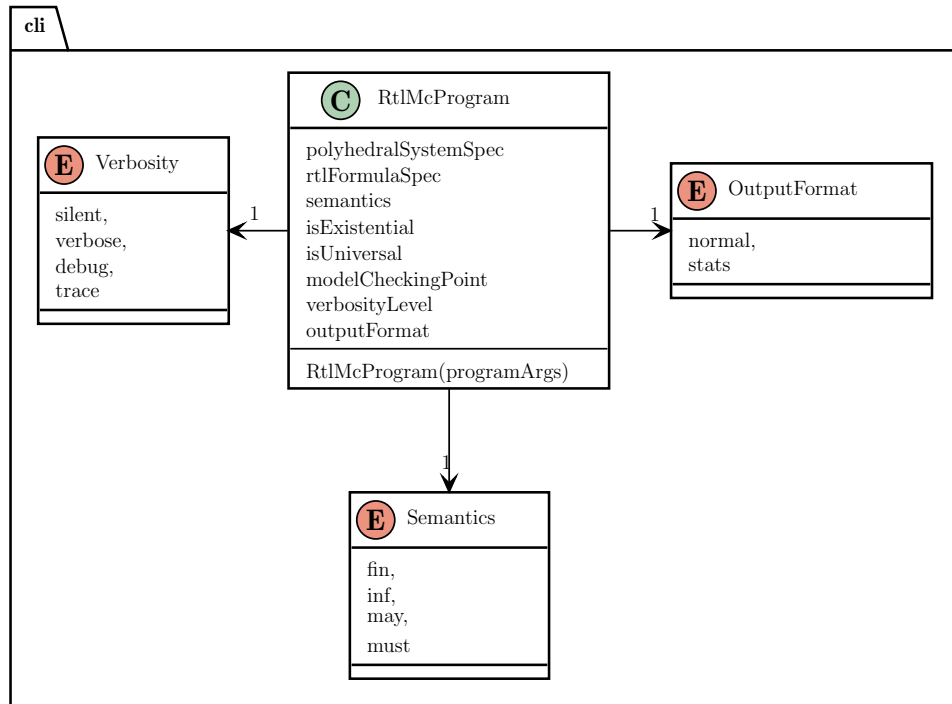 cli
C RtlMcProgram
polyhedralSystemSpec
rtlFormulaSpec
semantics
isExistential
isUniversal
modelCheckingPoint
verbosityLevel
outputFormat
RtlMcProgram(programArgs)
E Verbosity
silent,
verbose,
debug,
trace
1
1
E OutputFormat
normal,
stats
1
E Semantics
fin,
inf,
may,
must